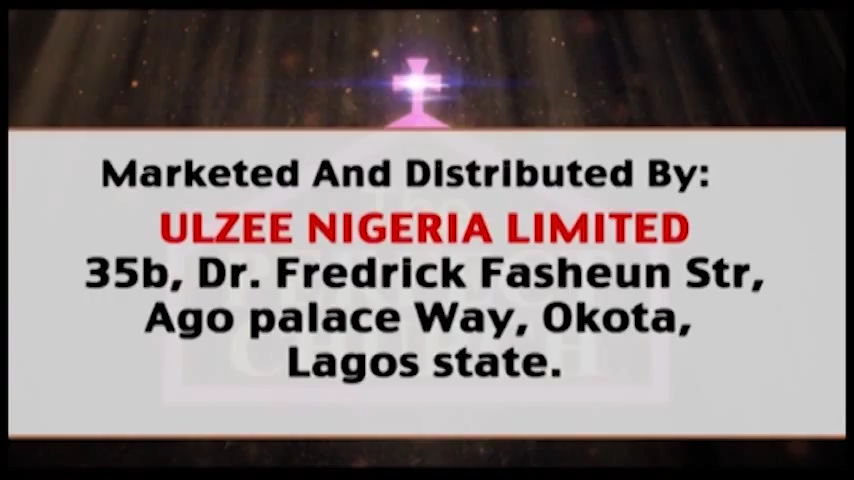 Marketed And Distributed By:
ULZEE NIGERIA LIMITED
35b, Dr. Fredrick Fasheun Str,
Ago palace Way, Okota,
Lagos state.